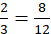 2/3 = 8/12